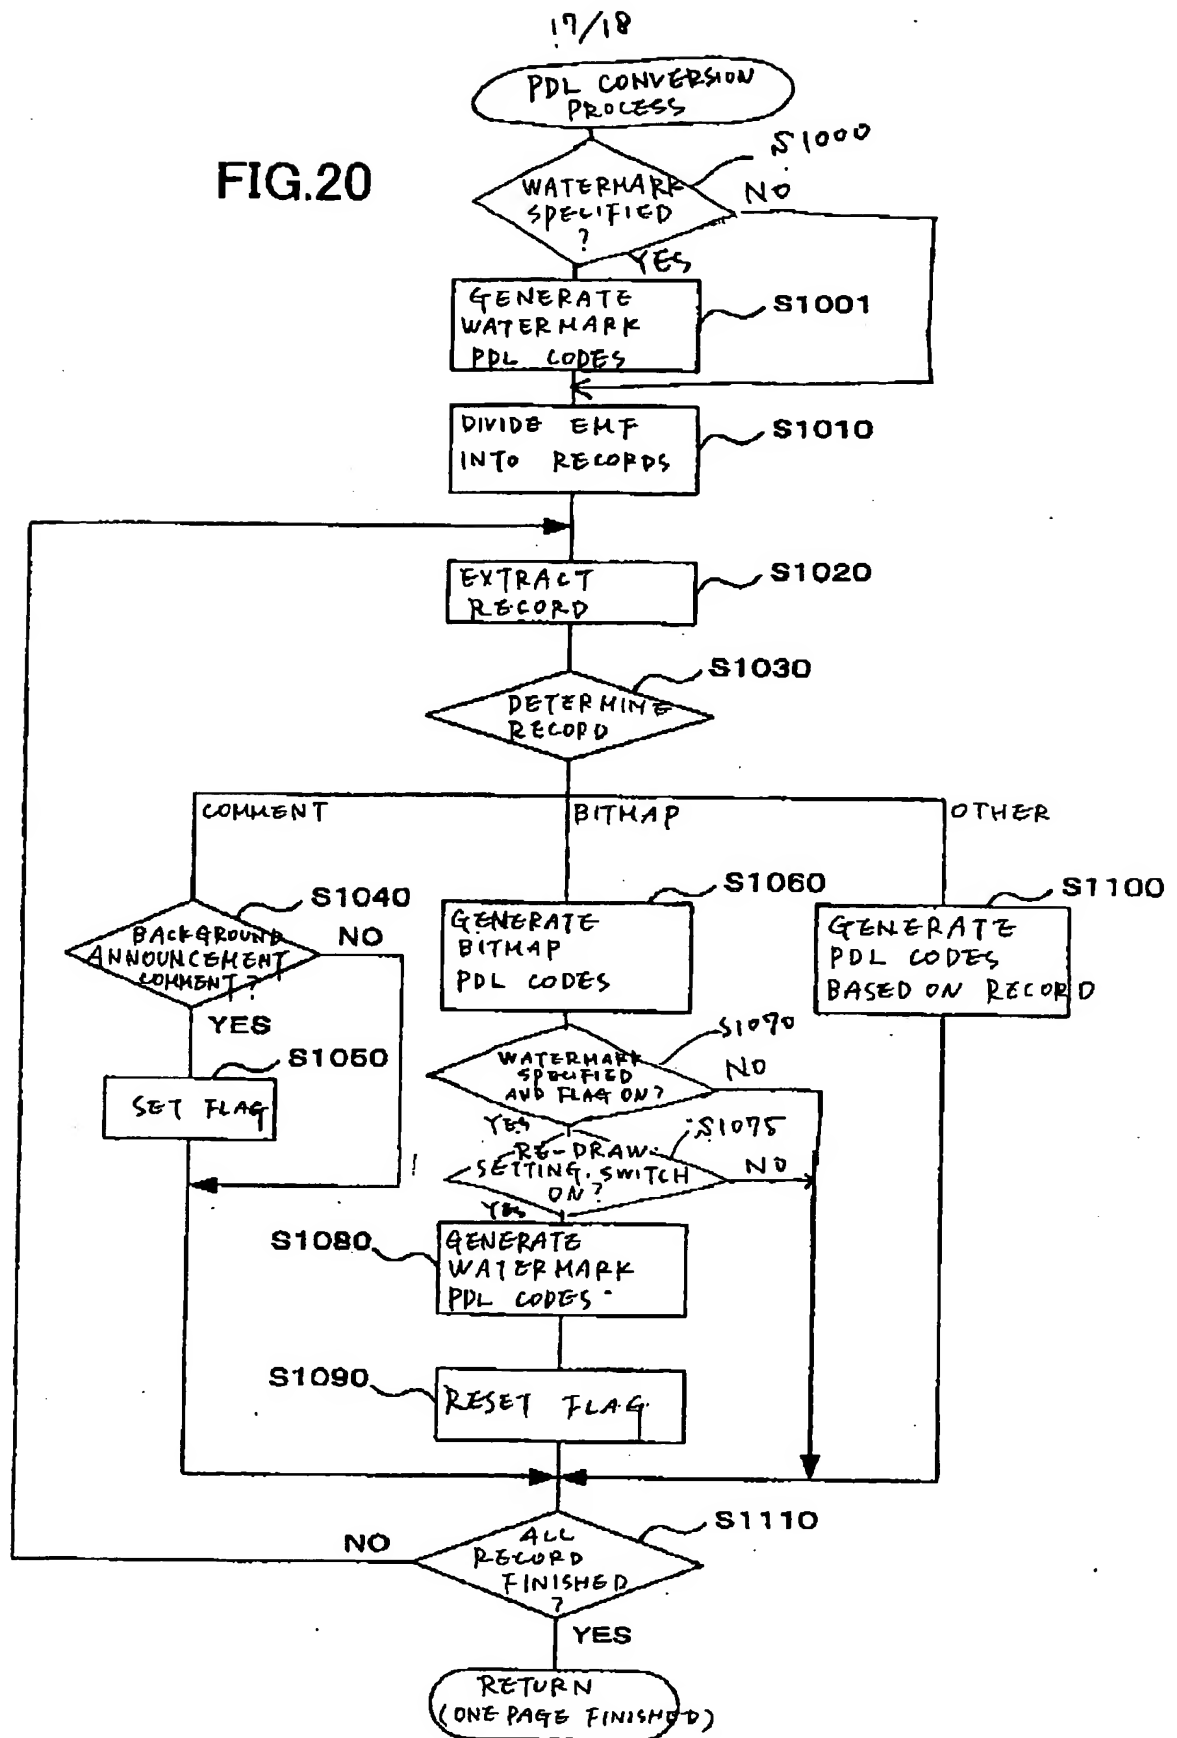 17/18
PDL CONVERSION
PROCESS
FIG.20
S1000
WATERMARK
SPECIFIED
?
NO
YES
GENERATE
WATERMARK
PDL CODES
S1001
DIVIDE EMF
INTO RECORDS
S1010
EXTRACT
RECORD
S1020
S1030
DETERMINE
RECORD
COMMENT
BITMAP
OTHER
S1040
BACKGROUND
ANNOUNCEMENT
COMMENT?
NO
YES
S1050
SET FLAG
S1060
GENERATE
BITMAP
PDL CODES
S1100
GENERATE
PDL CODES
BASED ON RECORD
S1070
WATERMARK
SPECIFIED
AND FLAG ON?
NO
YES
S1075
RE-DRAW
SETTING SWITCH
ON?
NO
YES
S1080
GENERATE
WATERMARK
PDL CODES
S1090
RESET FLAG
S1110
ALL
RECORD
FINISHED
?
NO
YES
RETURN
(ONE PAGE FINISHED)